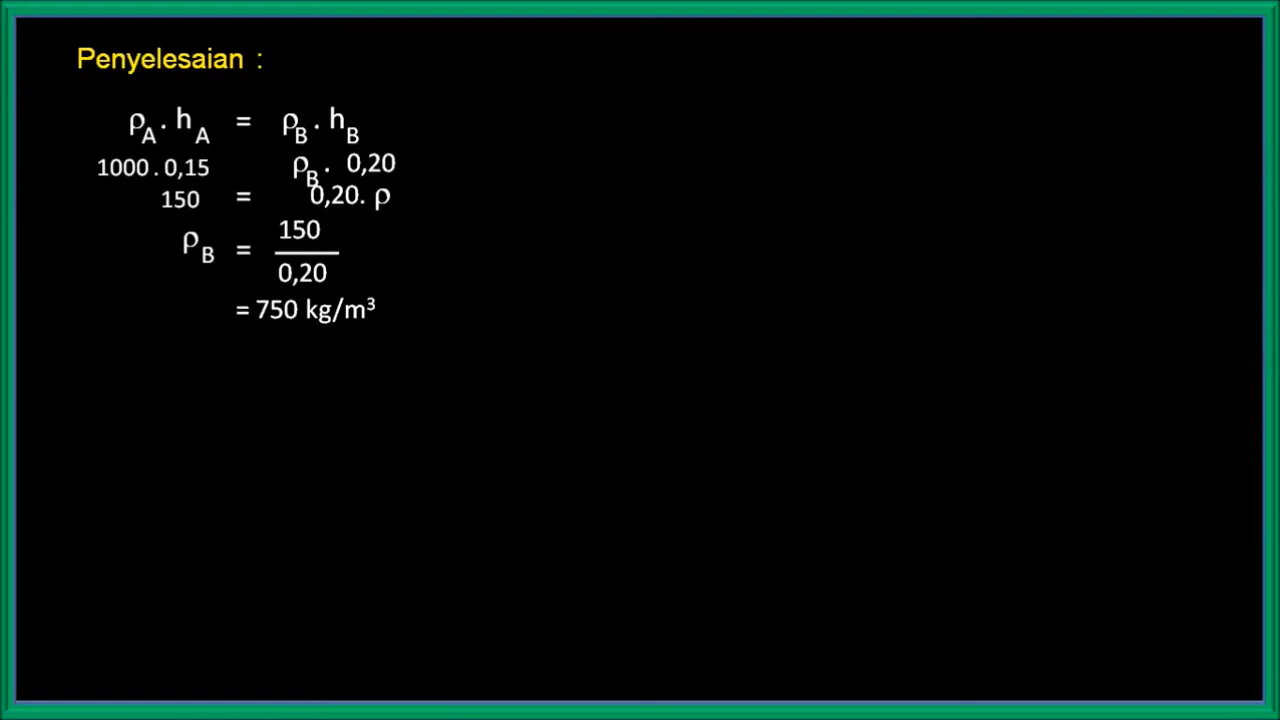 Penyelesaian :
ρA . hA = ρB . hB
1000 . 0,15 ρB . 0,20
150 = 0,20. ρ
ρB = 150
0,20
= 750 kg/m³